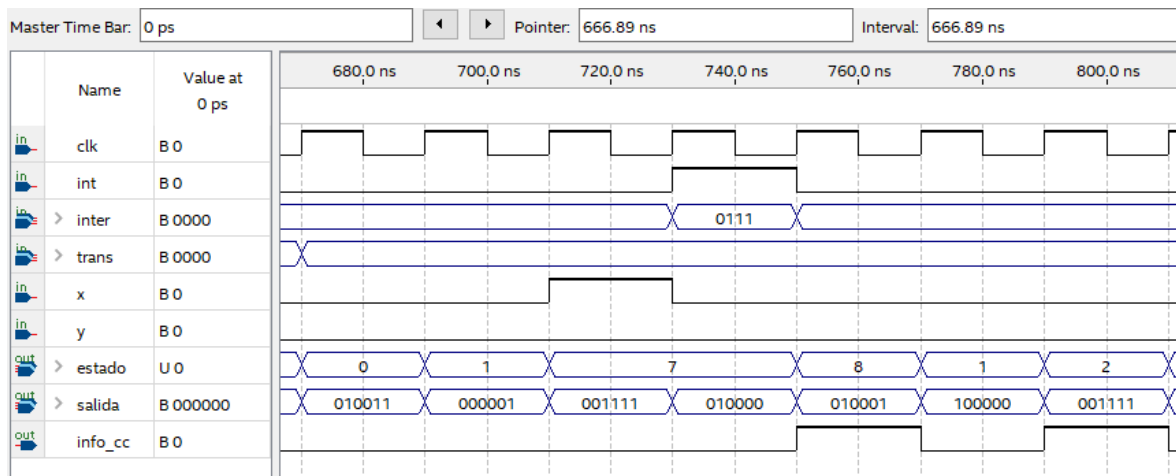 Master Time Bar: 0 ps Pointer: 666.89 ns Interval: 666.89 ns
Name Value at 0 ps 680.0 ns 700.0 ns 720.0 ns 740.0 ns 760.0 ns 780.0 ns 800.0 ns
in clk B 0
in int B 0
in > inter B 0000 0111
in > trans B 0000
in x B 0
in y B 0
out > estado U 0 0 1 7 8 1 2
out > salida B 000000 010011 000001 001111 010000 010001 100000 001111
out info_cc B 0